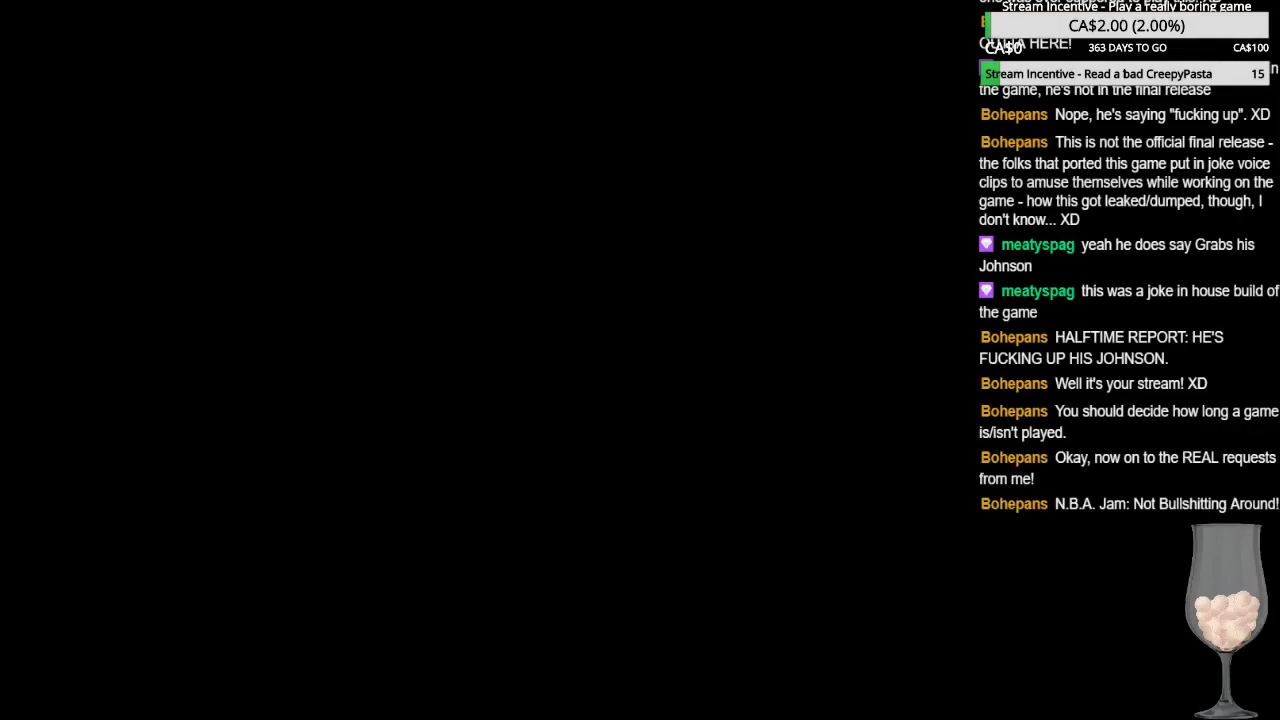 Stream Incentive - Play a really boring game
CA$2.00 (2.00%)
OUTTA HERE!
CA$0 363 DAYS TO GO CA$100
Stream Incentive - Read a bad CreepyPasta 15
the game, he's not in the final release
Bohepans Nope, he's saying "fucking up". XD
Bohepans This is not the official final release -
the folks that ported this game put in joke voice
clips to amuse themselves while working on the
game - how this got leaked/dumped, though, I
don't know... XD
meatyspag yeah he does say Grabs his
Johnson
meatyspag this was a joke in house build of
the game
Bohepans HALFTIME REPORT: HE'S
FUCKING UP HIS JOHNSON.
Bohepans Well it's your stream! XD
Bohepans You should decide how long a game
is/isn't played.
Bohepans Okay, now on to the REAL requests
from me!
Bohepans N.B.A. Jam: Not Bullshitting Around!